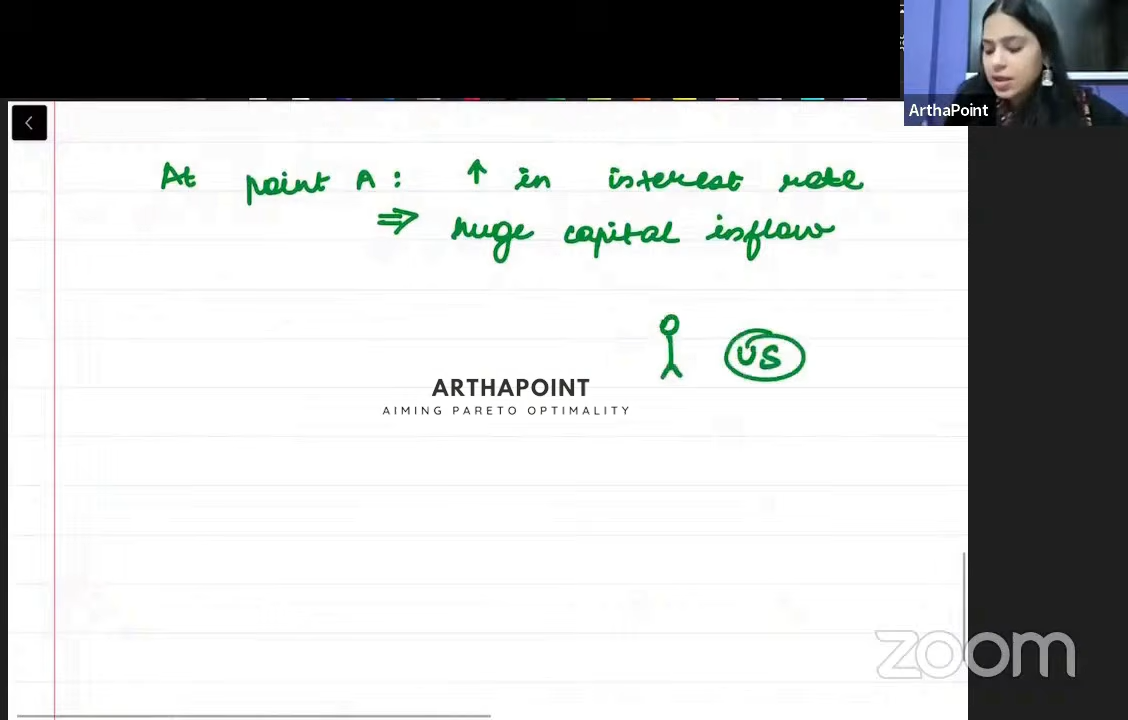 ArthaPoint
At point A : ↑ in interest rate
⇒ huge capital inflow
US
ARTHAPOINT
AIMING PARETO OPTIMALITY
zoom